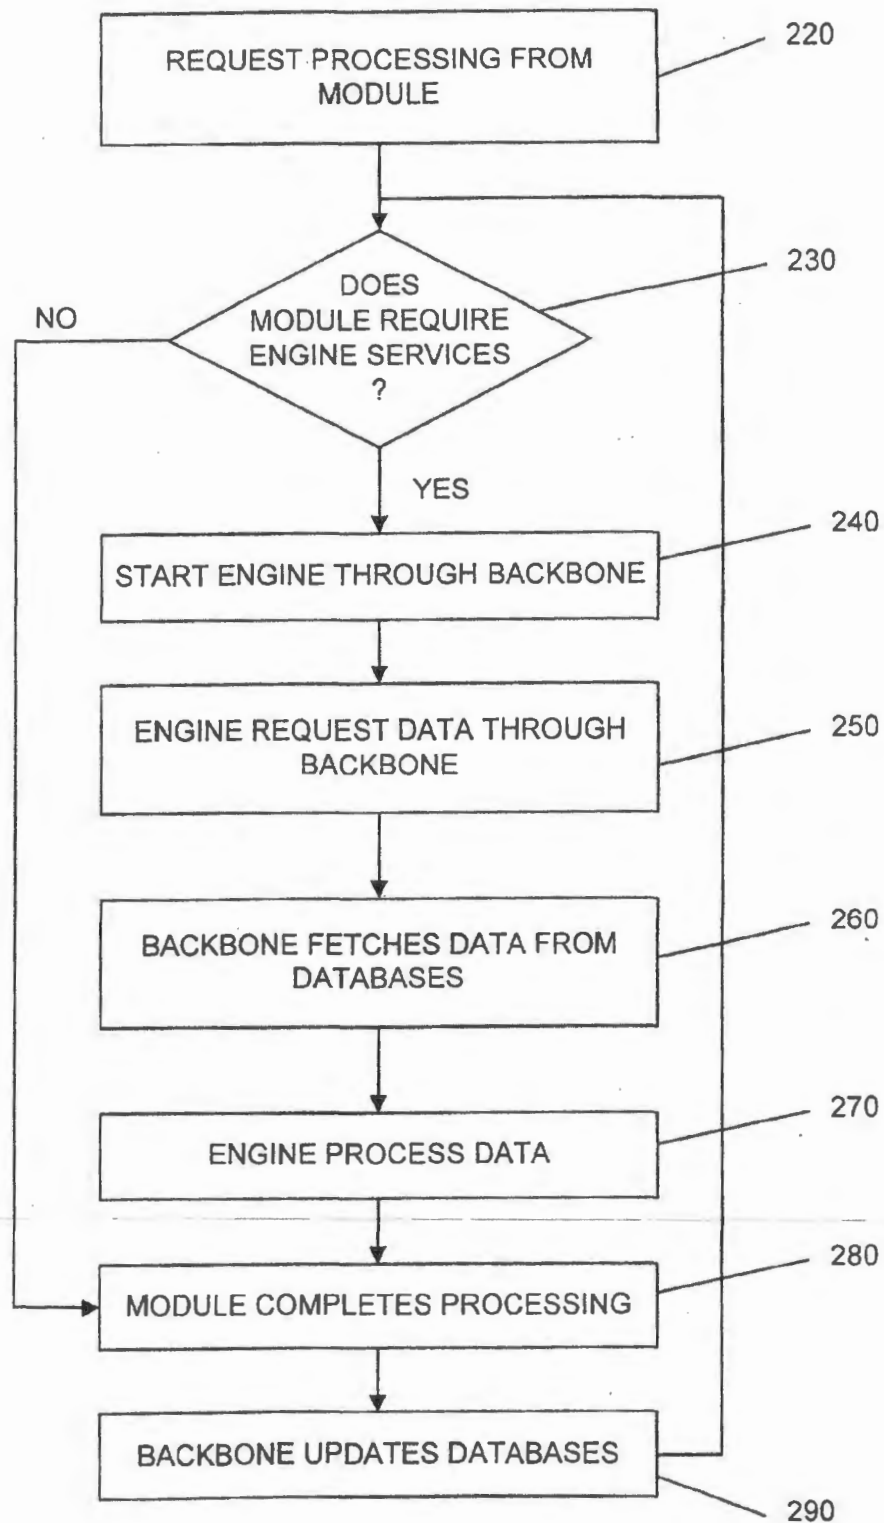 REQUEST PROCESSING FROM
MODULE
220
DOES
MODULE REQUIRE
ENGINE SERVICES
?
230
NO
YES
START ENGINE THROUGH BACKBONE
240
ENGINE REQUEST DATA THROUGH
BACKBONE
250
BACKBONE FETCHES DATA FROM
DATABASES
260
ENGINE PROCESS DATA
270
MODULE COMPLETES PROCESSING
280
BACKBONE UPDATES DATABASES
290